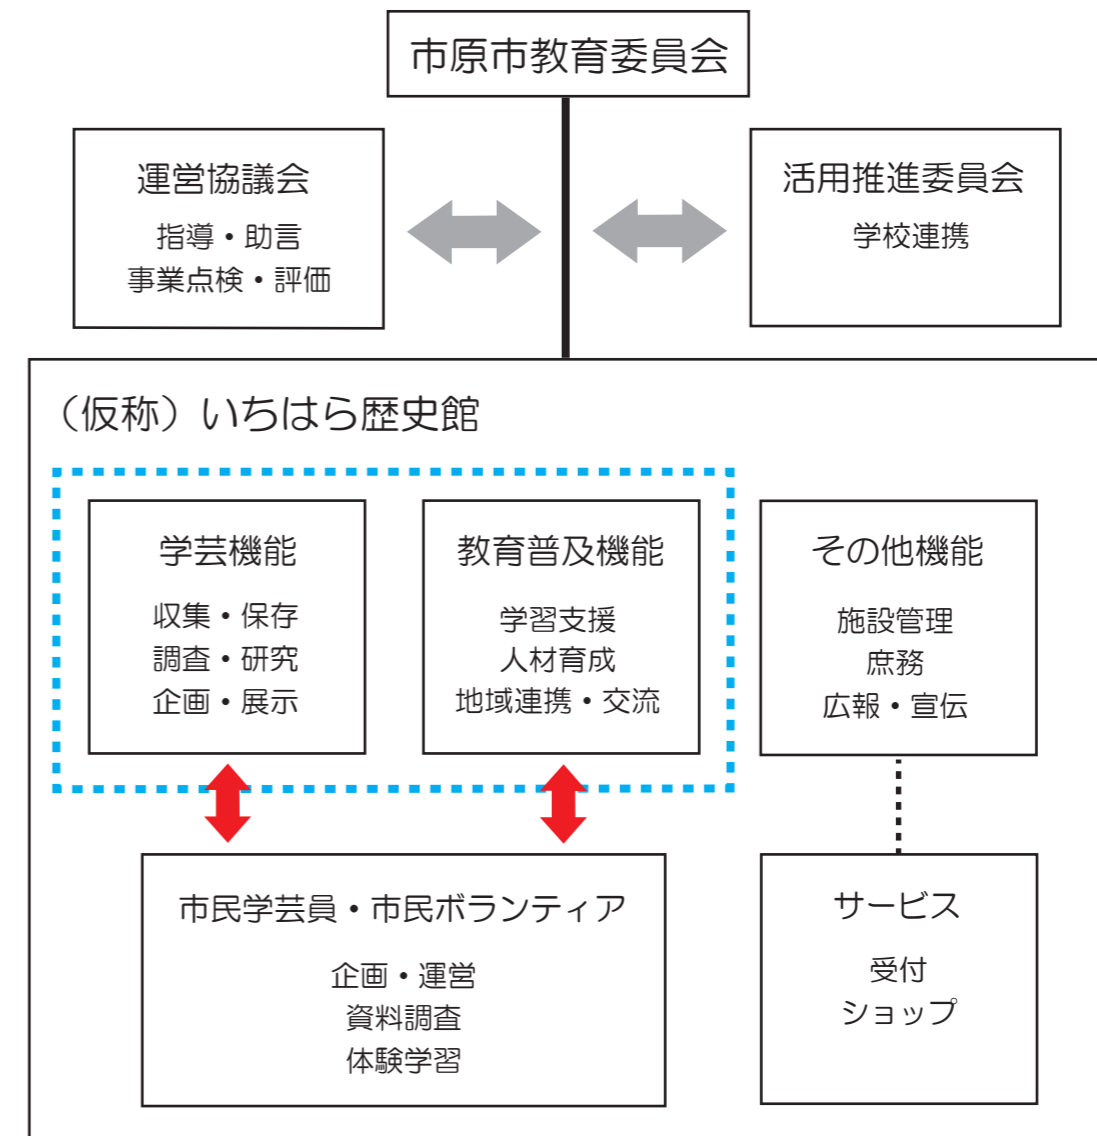 市原市教育委員会
運営協議会
指導・助言
事業点検・評価
活用推進委員会
学校連携
（仮称）いちはら歴史館
学芸機能
収集・保存
調査・研究
企画・展示
教育普及機能
学習支援
人材育成
地域連携・交流
その他機能
施設管理
庶務
広報・宣伝
市民学芸員・市民ボランティア
企画・運営
資料調査
体験学習
サービス
受付
ショップ